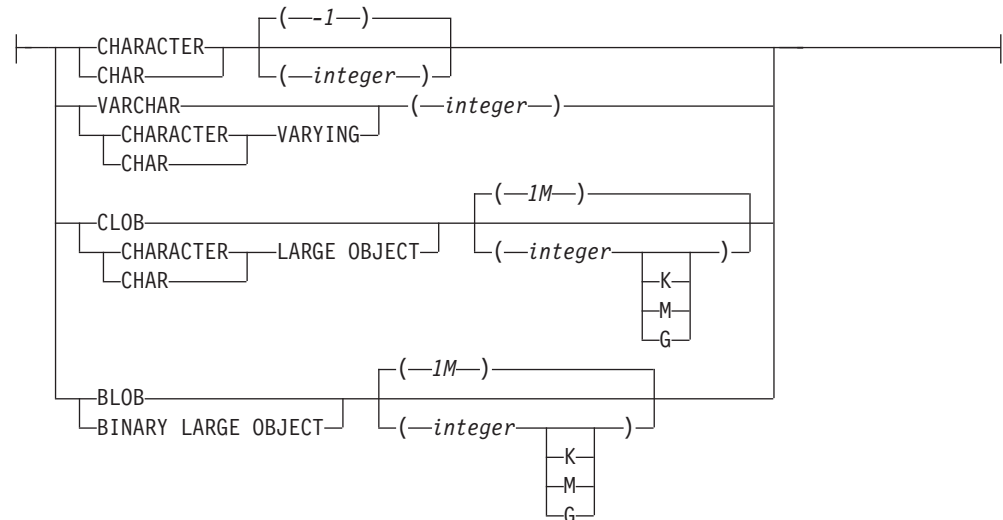 ( -1 )
CHARACTER
CHAR ( integer )
VARCHAR ( integer )
CHARACTER VARYING
CHAR
( 1M )
CLOB
CHARACTER LARGE OBJECT ( integer )
CHAR K
M
G
( 1M )
BLOB
BINARY LARGE OBJECT ( integer )
K
M
G